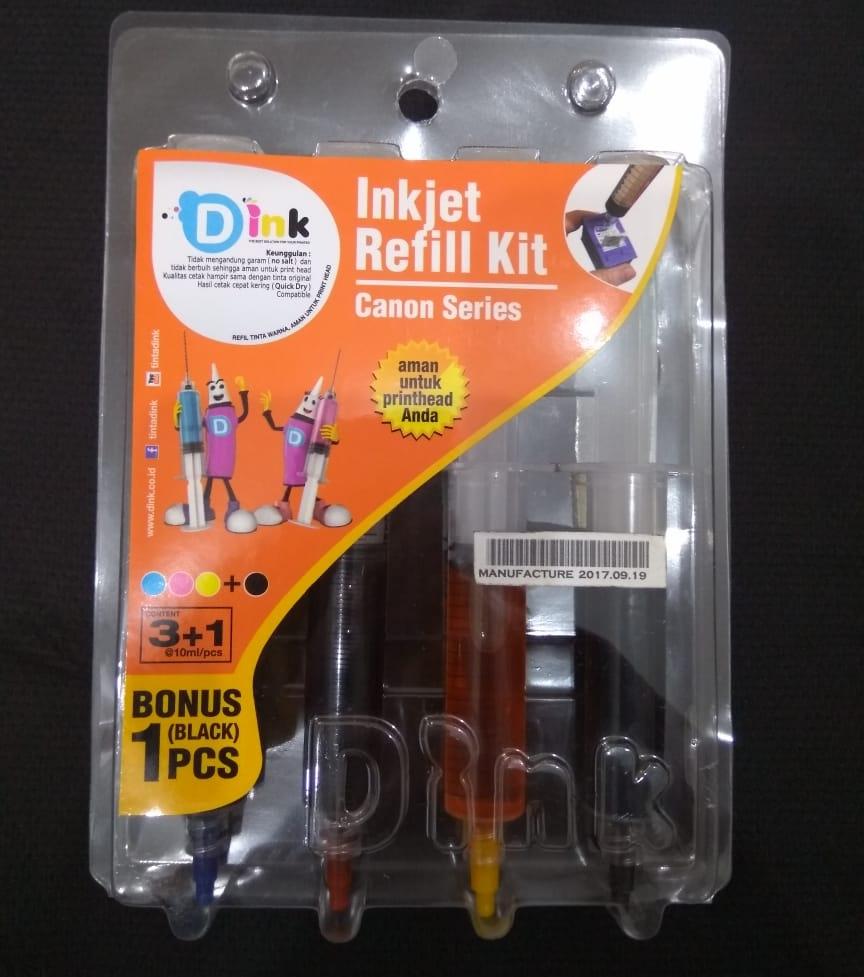 Dink
THE BEST SOLUTION FOR YOUR PRINTED
Keunggulan :
Tidak mengandung garam ( no salt ) dan
tidak berbuih sehingga aman untuk print head
Kualitas cetak hampir sama dengan tinta original
Hasil cetak cepat kering ( Quick Dry )
Compatible
REFIL TINTA WARNA, AMAN UNTUK PRINT HEAD
Inkjet
Refill Kit
Canon Series
aman
untuk
printhead
Anda
www.dink.co.id f tintadink You Tube tintadink
D
D
+
CONTENT
3+1
@10ml/pcs
BONUS
(BLACK)
1 PCS
MANUFACTURE 2017.09.19
Dink